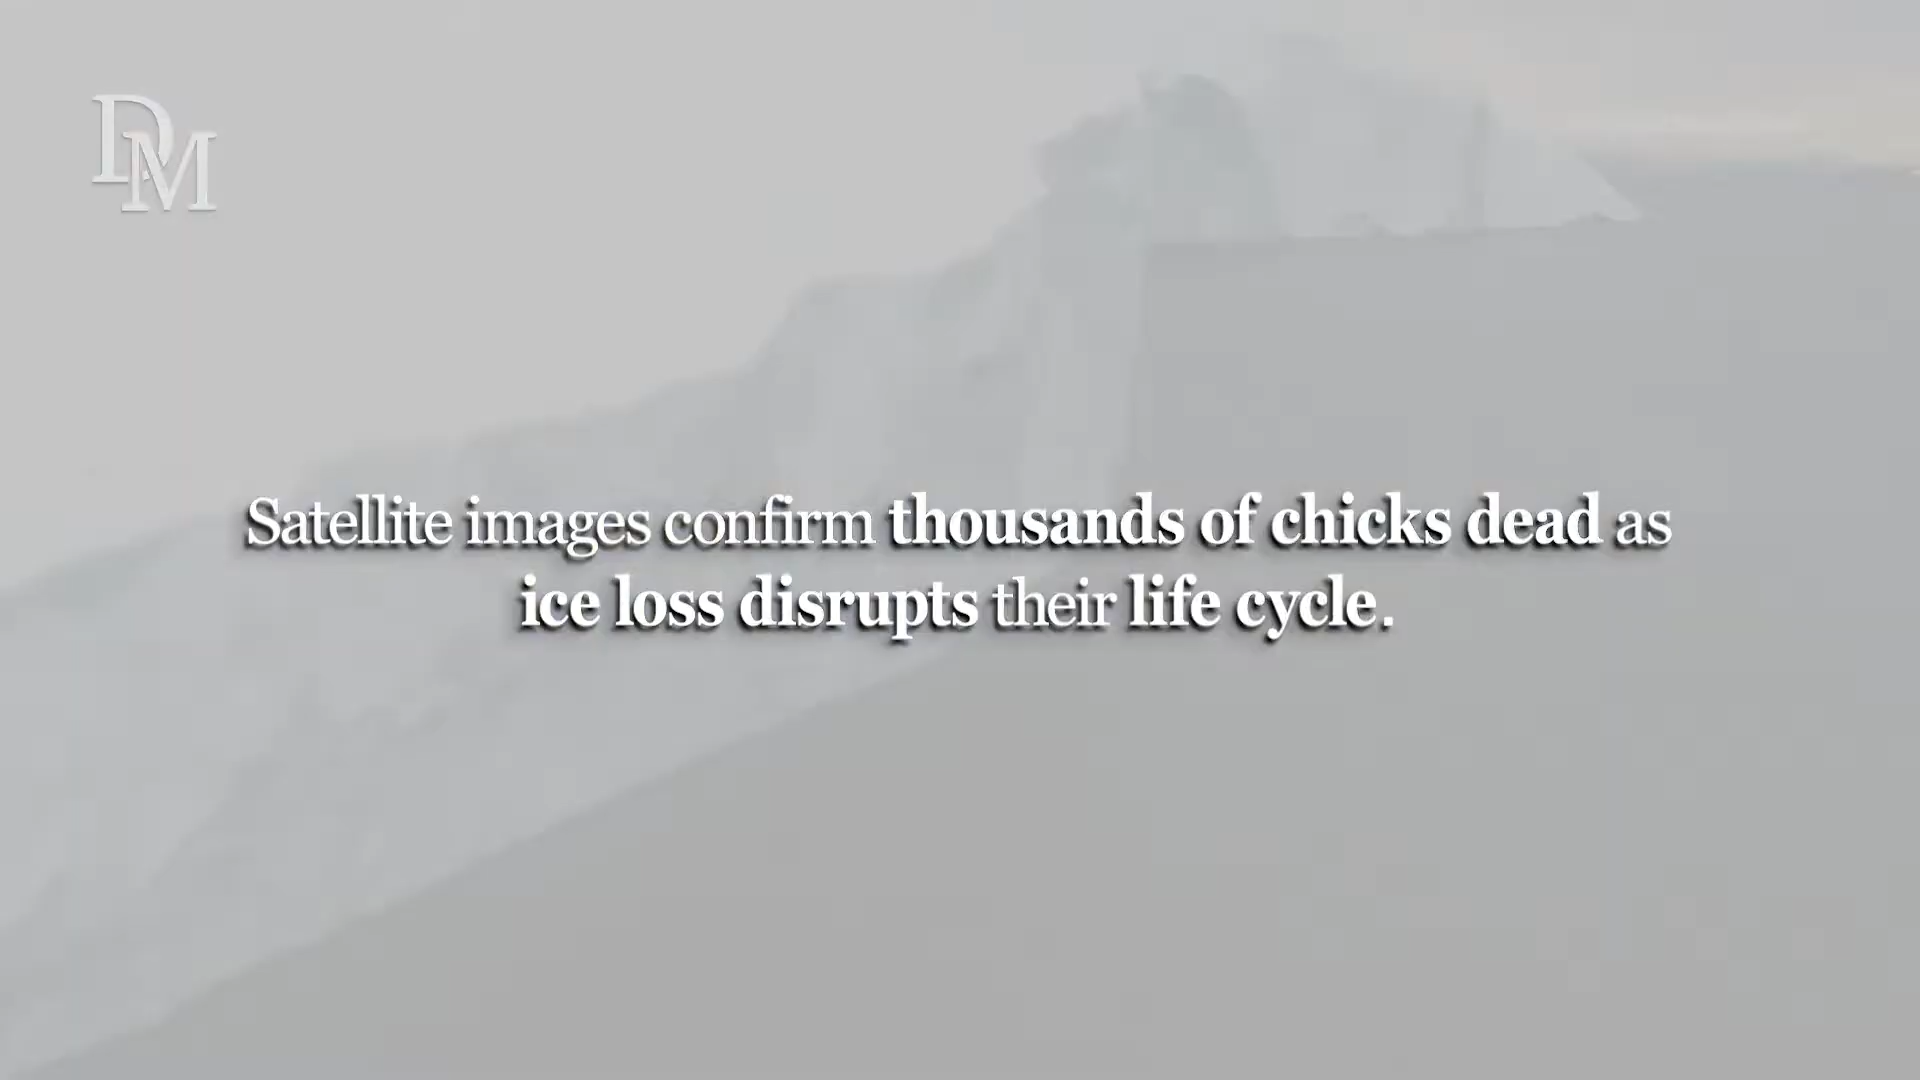 DM
Satellite images confirm thousands of chicks dead as
ice loss disrupts their life cycle.